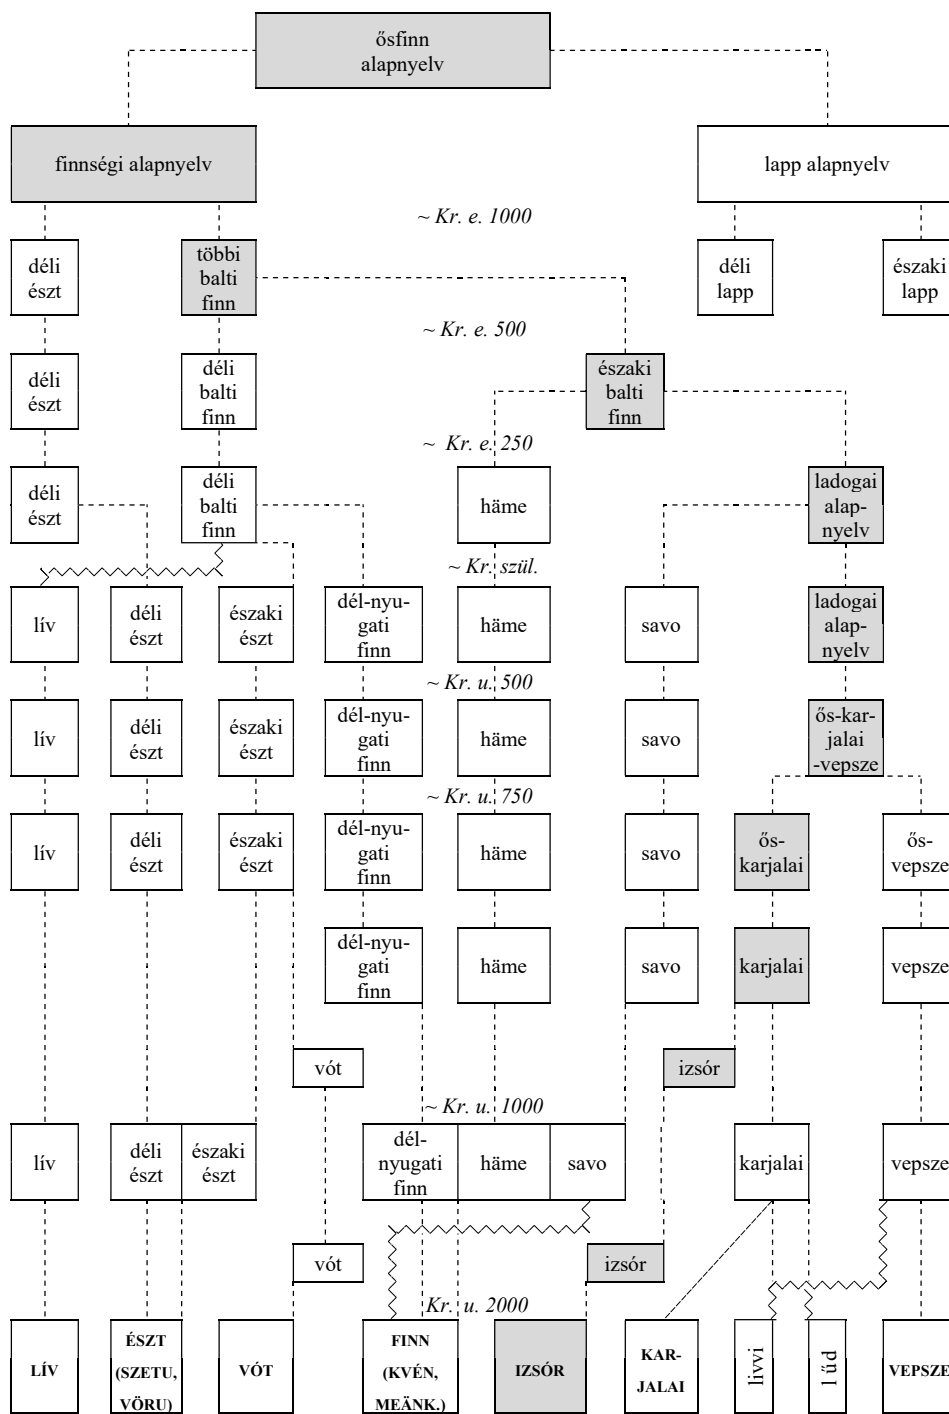 ősfinn
alapnyelv
finnségi alapnyelv
lapp alapnyelv
~ Kr. e. 1000
déli
észt
többi
balti
finn
déli
lapp
északi
lapp
~ Kr. e. 500
déli
észt
déli
balti
finn
északi
balti
finn
~ Kr. e. 250
déli
észt
déli
balti
finn
häme
ladogai
alap-
nyelv
~ Kr. szül.
lív
déli
észt
északi
észt
dél-nyu-
gati
finn
häme
savo
ladogai
alap-
nyelv
~ Kr. u. 500
lív
déli
észt
északi
észt
dél-nyu-
gati
finn
häme
savo
ős-kar-
jalai
-vepsze
~ Kr. u. 750
lív
déli
észt
északi
észt
dél-nyu-
gati
finn
häme
savo
ős-
karjalai
ős-
vepsze
dél-nyu-
gati
finn
häme
savo
karjalai
vepsze
vót
izsór
~ Kr. u. 1000
lív
déli
észt
északi
észt
dél-
nyugati
finn
häme
savo
karjalai
vepsze
vót
izsór
Kr. u. 2000
LÍV
ÉSZT
(SZETU,
VÖRU)
VÓT
FINN
(KVÉN,
MEÄNK.)
IZSÓR
KAR-
JALAI
livvi
lűd
VEPSZE